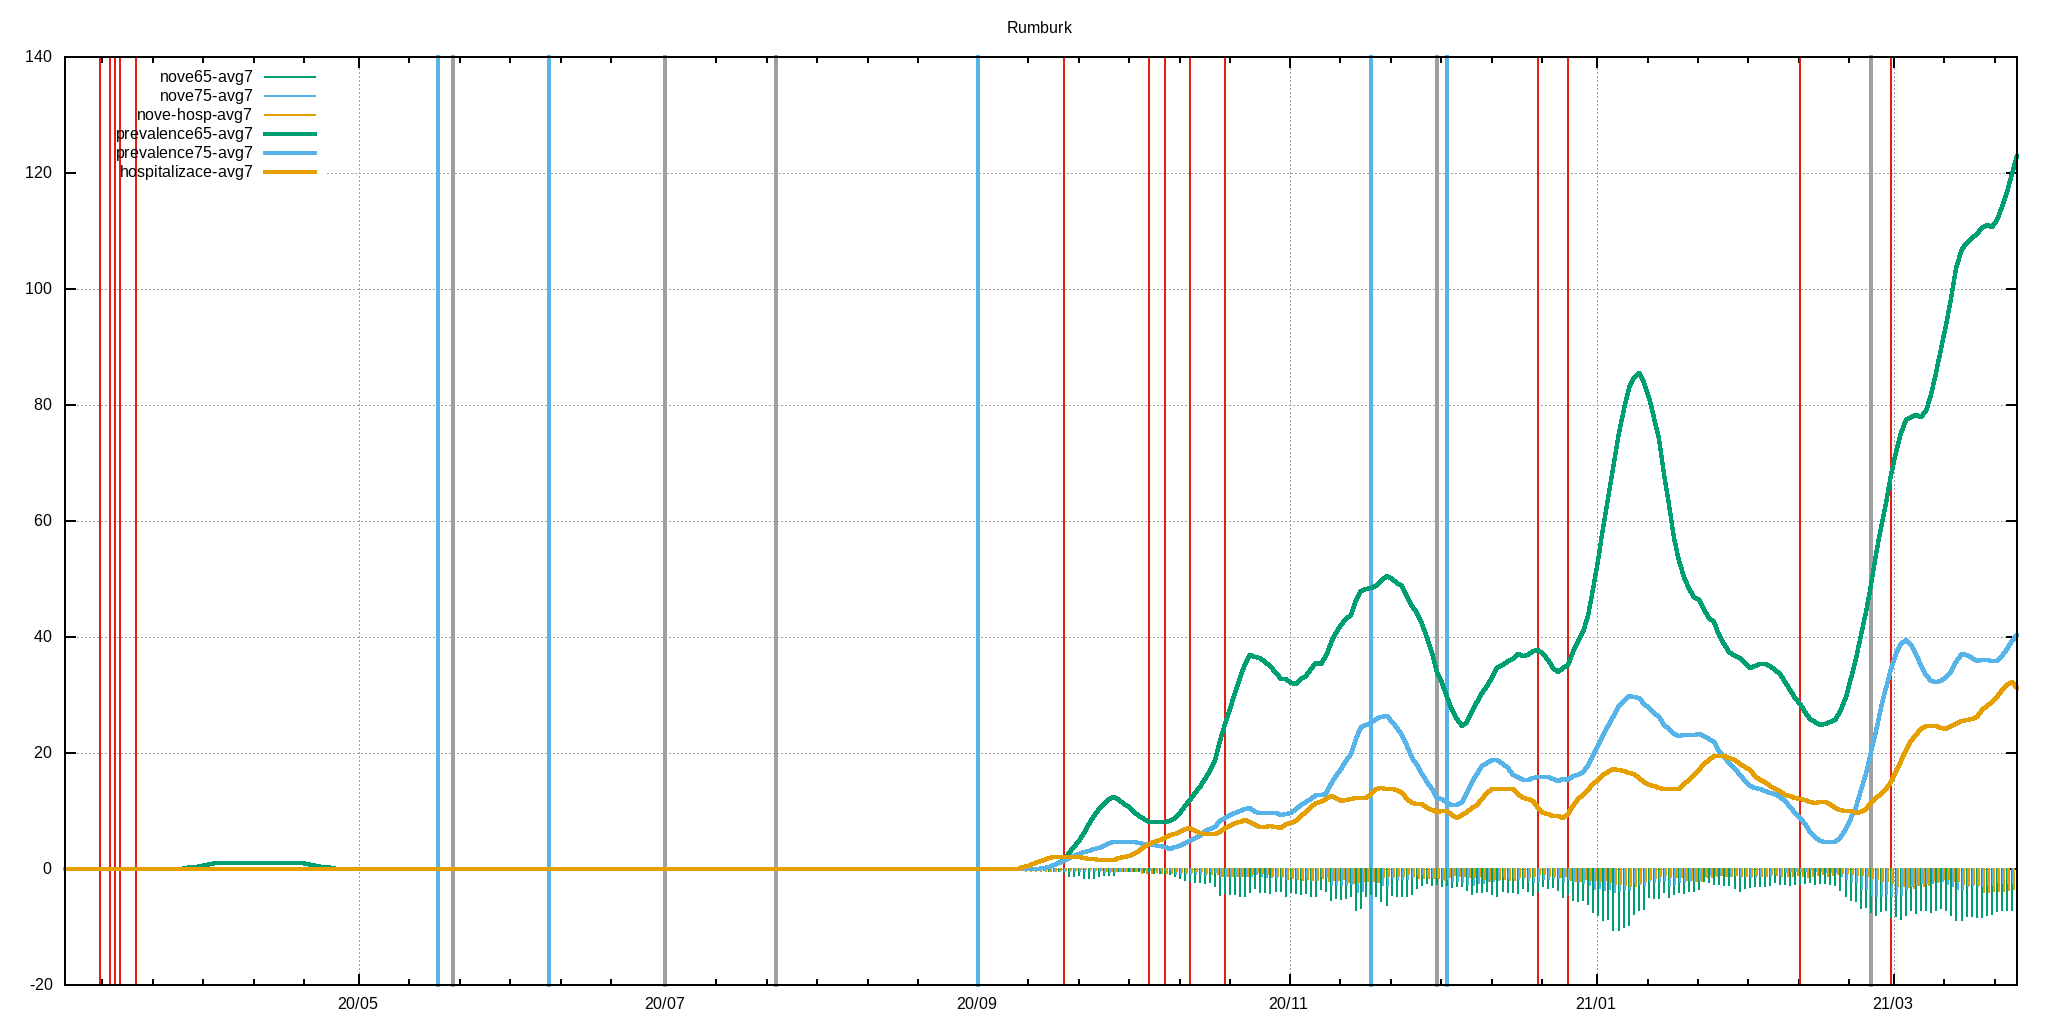 Rumburk
140
120
100
80
60
40
20
0
-20
nove65-avg7
nove75-avg7
nove-hosp-avg7
prevalence65-avg7
prevalence75-avg7
hospitalizace-avg7
20/05 20/07 20/09 20/11 21/01 21/03